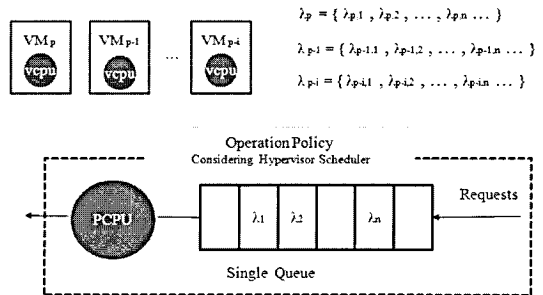 VMp VMp-1 VMp-i
vcpu vcpu ... vcpu
λp = { λp,1 , λp,2 , ... , λp,n ... }
λp-1 = { λp-1,1 , λp-1,2 , ... , λp-1,n ... }
λp-i = { λp-i,1 , λp-i,2 , ... , λp-i,n ... }
Operation Policy
Considering Hypervisor Scheduler
PCPU λ1 λ2 λn Requests
Single Queue